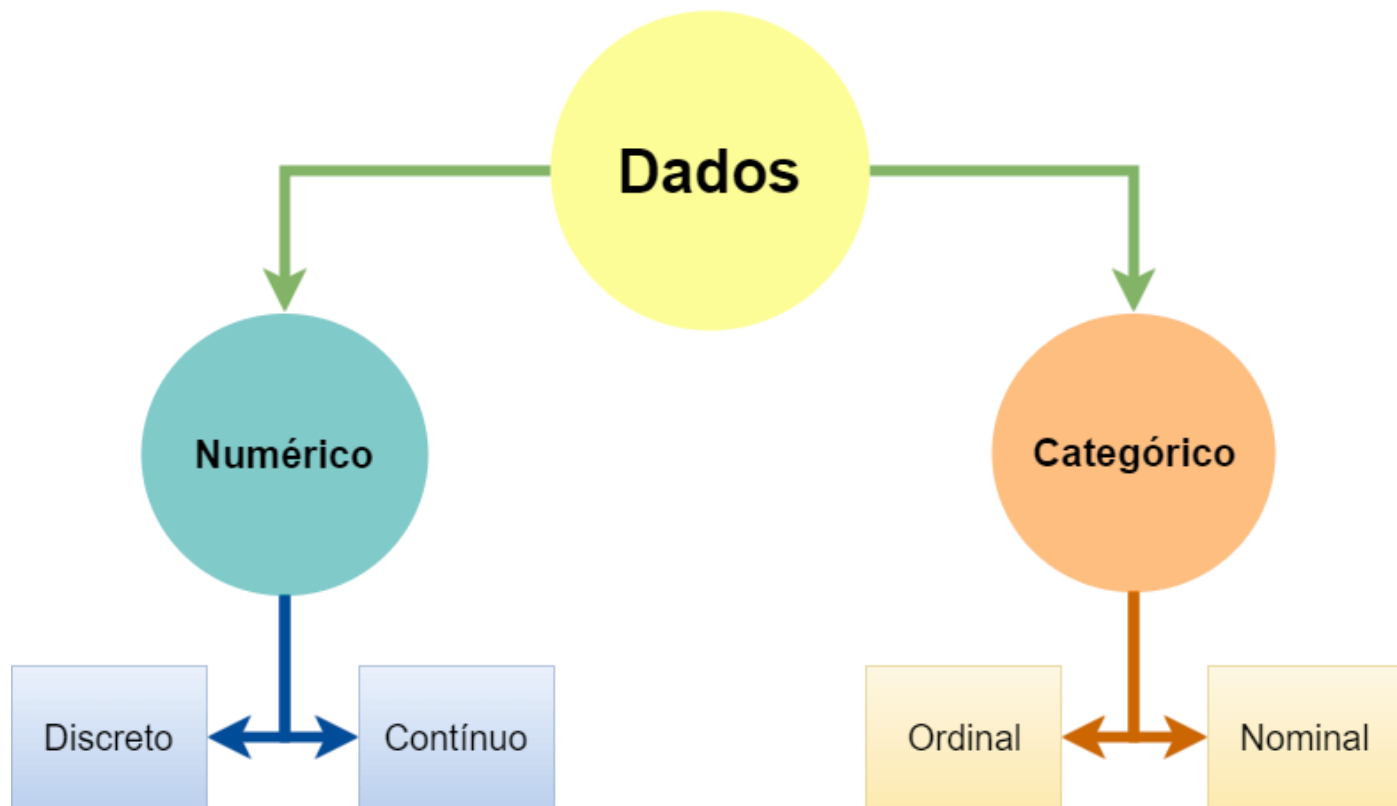 Dados
Numérico
Categórico
Discreto
Contínuo
Ordinal
Nominal